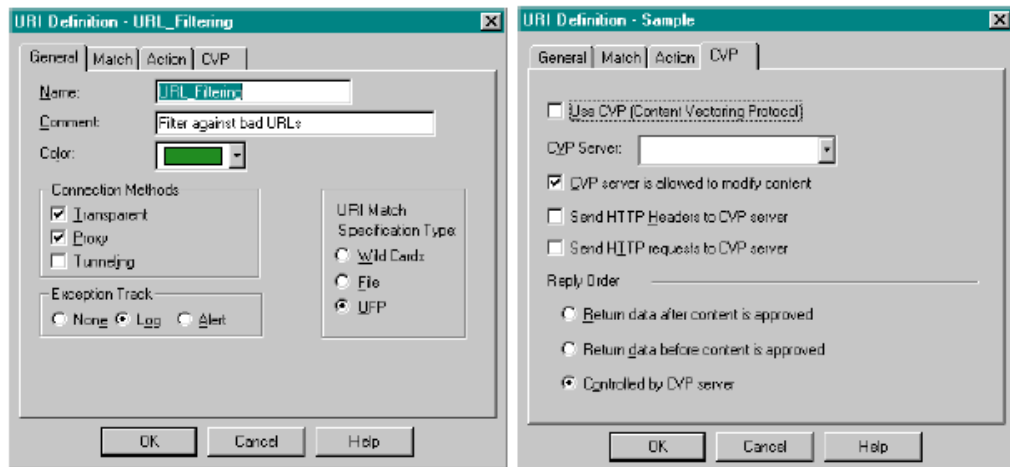 URI Definition - URL_Filtering
General Match Action CVP
Name: URL_Filtering
Comment: Filter against bad URLs
Color:
Connection Methods
Transparent
Proxy
Tunneling
URI Match
Specification Type:
Wild Cards
File
UFP
Exception Track
None Log Alert
OK Cancel Help
URI Definition - Sample
General Match Action CVP
Use CVP (Content Vectoring Protocol)
CVP Server:
CVP server is allowed to modify content
Send HTTP Headers to CVP server
Send HTTP requests to CVP server
Reply Order
Return data after content is approved
Return data before content is approved
Controlled by CVP server
OK Cancel Help